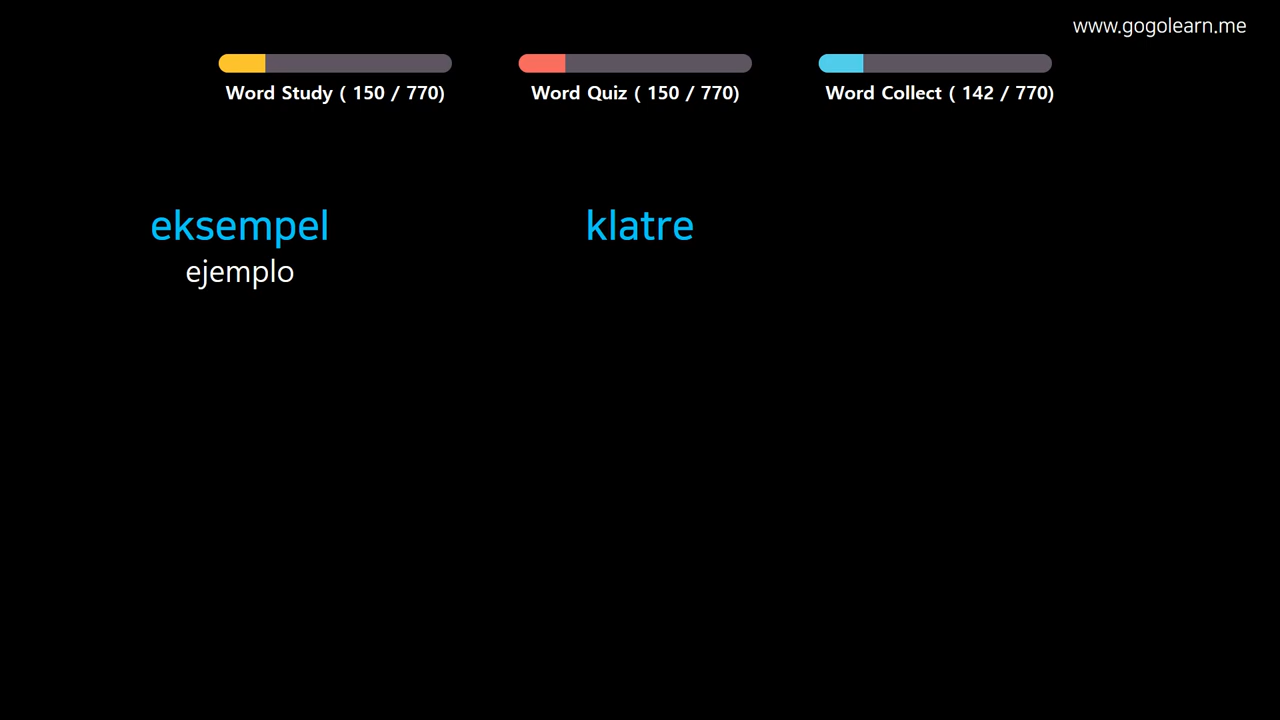 www.gogolearn.me
Word Study ( 150 / 770)
Word Quiz ( 150 / 770)
Word Collect ( 142 / 770)
eksempel
ejemplo
klatre